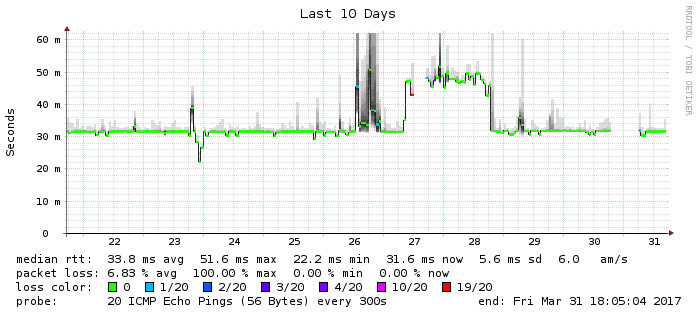 Last 10 Days
RRDTOOL / TOBI OETIKER
Seconds
60 m
50 m
40 m
30 m
20 m
10 m
0
22 23 24 25 26 27 28 29 30 31
median rtt: 33.8 ms avg 51.6 ms max 22.2 ms min 31.6 ms now 5.6 ms sd 6.0 am/s
packet loss: 6.83 % avg 100.00 % max 0.00 % min 0.00 % now
loss color: 0 1/20 2/20 3/20 4/20 10/20 19/20
probe: 20 ICMP Echo Pings (56 Bytes) every 300s end: Fri Mar 31 18:05:04 2017